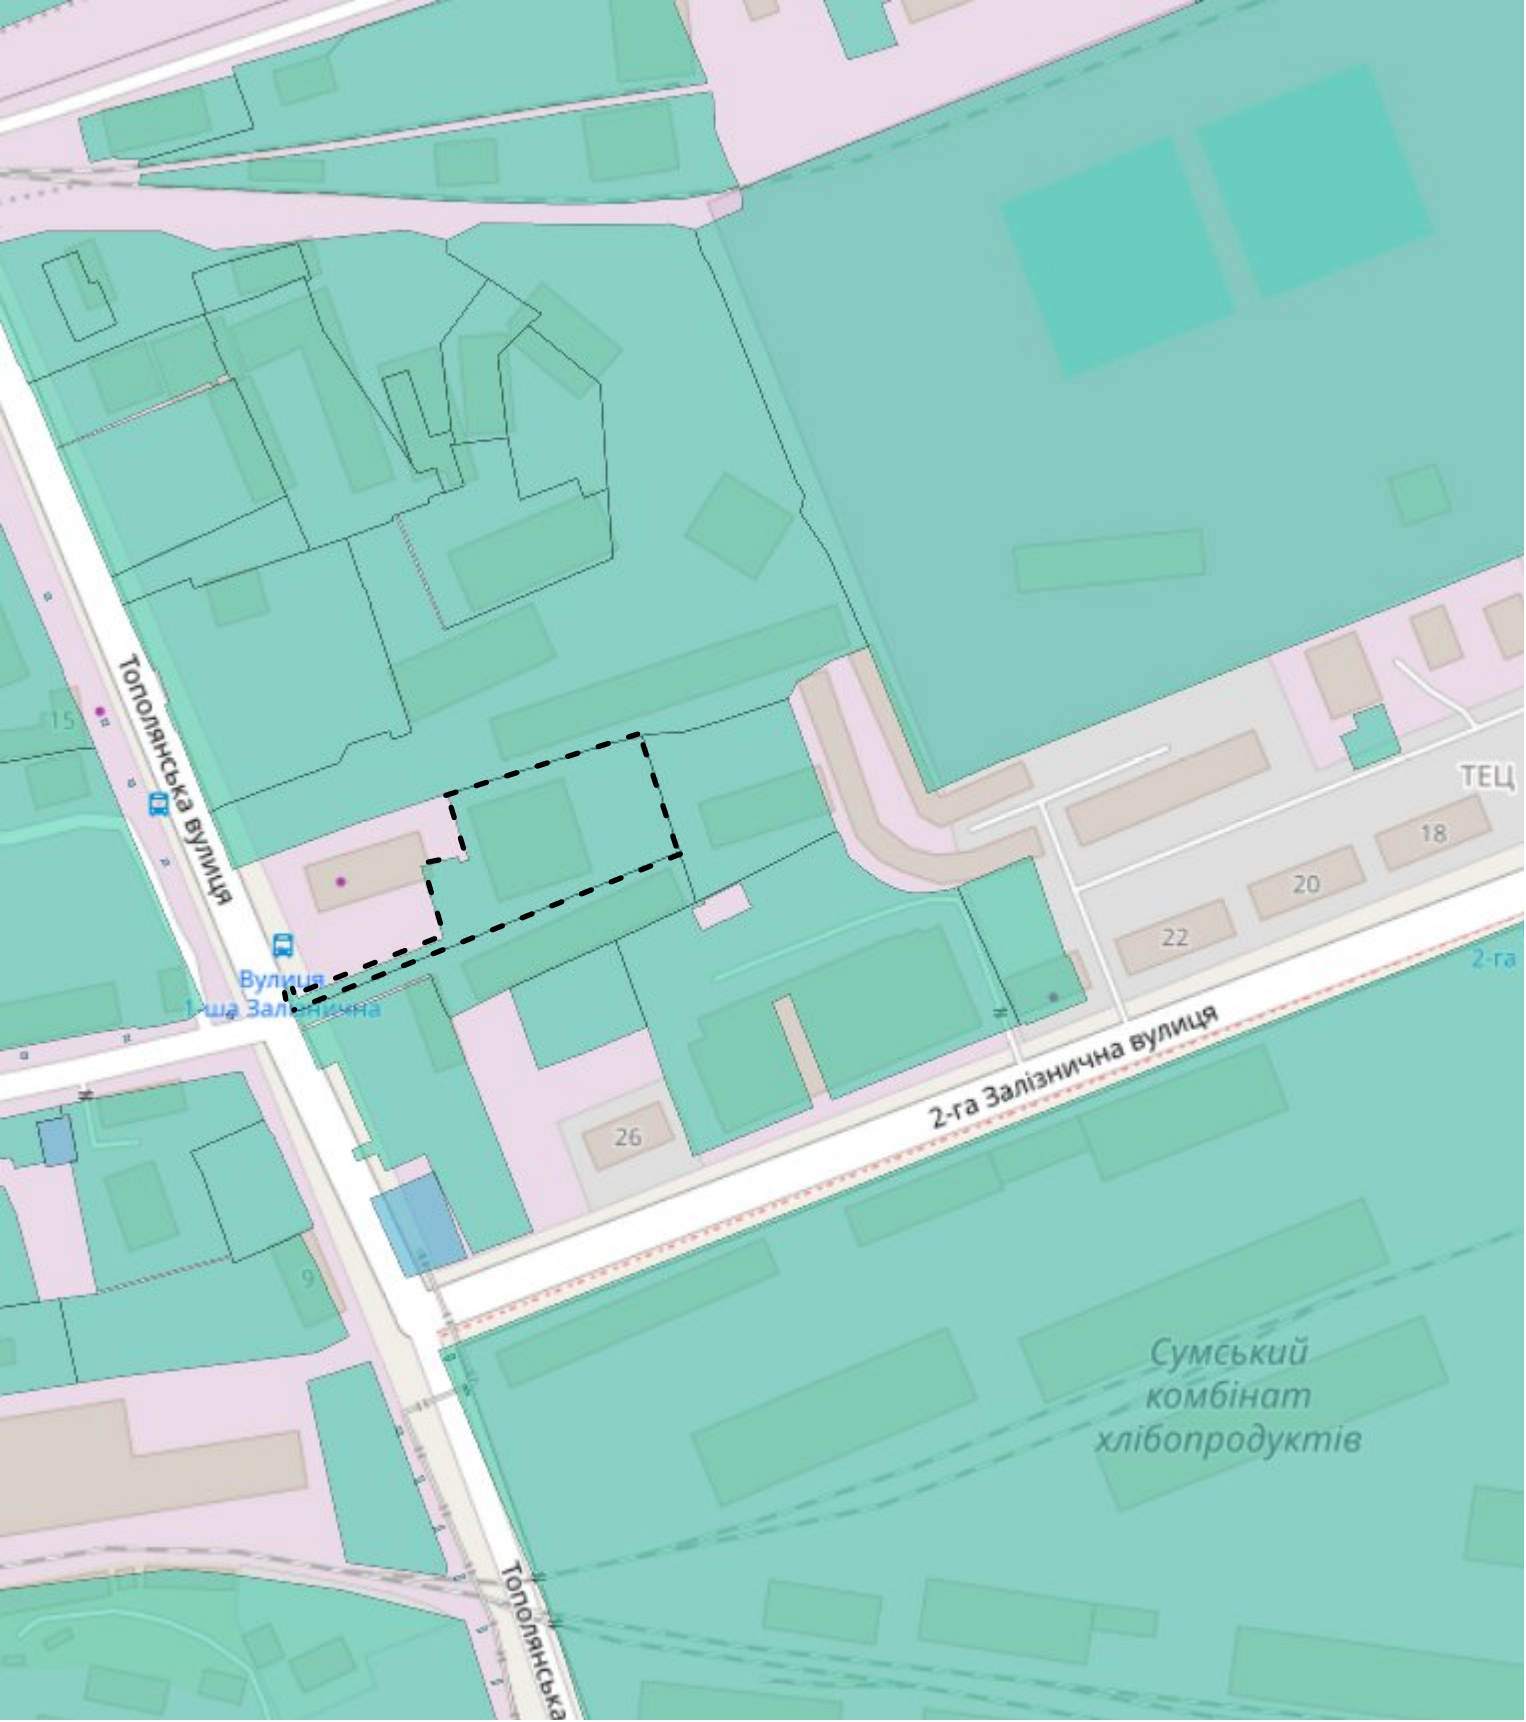 Тополянська вулиця
15
ТЕЦ
18
20
22
2-га
Вулиця
1-ша Залізнична
2-га Залізнична вулиця
26
9
Сумський
комбінат
хлібопродуктів
Тополянська